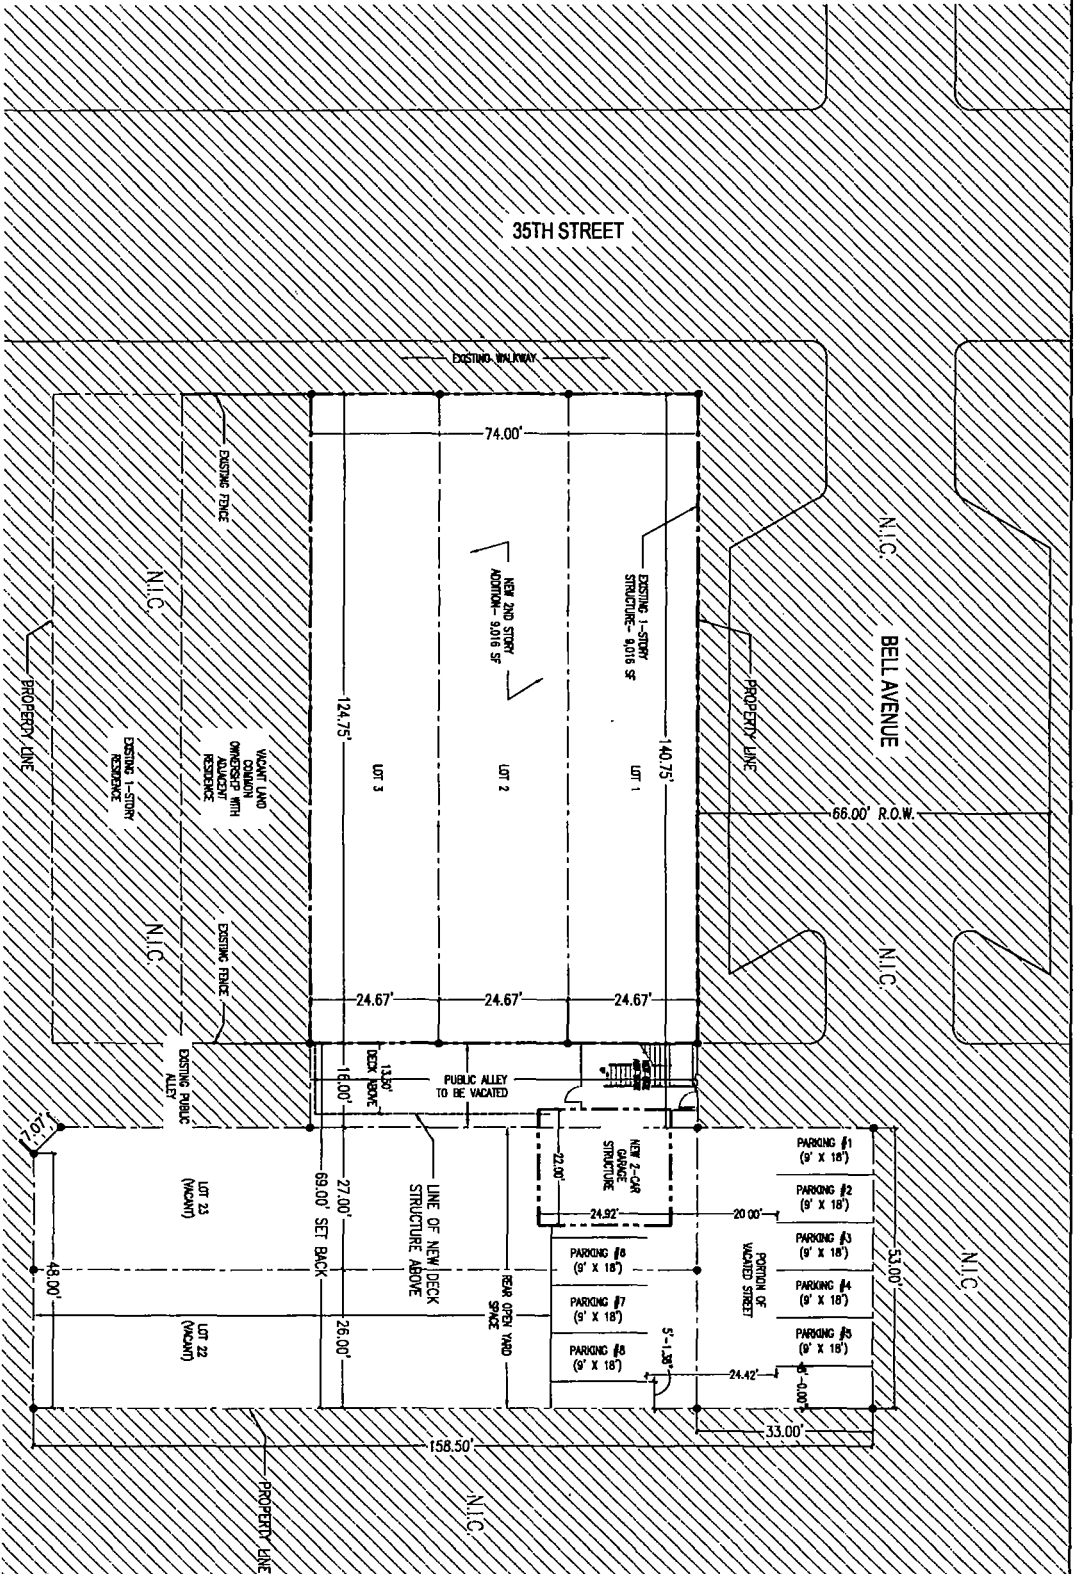 35TH STREET
EXISTING WALKWAY
74.00'
EXISTING FENCE
N.I.C.
BELL AVENUE
N.I.C.
EXISTING 1-STORY
STRUCTURE- 9,016 SF
NEW 2ND STORY
ADDITION- 9,016 SF
PROPERTY LINE
PROPERTY LINE
124.75'
140.75'
LOT 1
LOT 2
LOT 3
VACANT LAND
COMMON
OWNERSHIP WITH
ADJACENT
RESIDENCE
EXISTING 1-STORY
RESIDENCE
66.00' R.O.W.
N.I.C.
N.I.C.
EXISTING FENCE
24.67'
24.67'
24.67'
EXISTING PUBLIC
ALLEY
13.50'
DECK ABOVE
16.00'
PUBLIC ALLEY
TO BE VACATED
7.07'
NEW 2-CAR
GARAGE
STRUCTURE
22.00'
24.92'
20.00'
PARKING #1
(9' X 18')
PARKING #2
(9' X 18')
PARKING #3
(9' X 18')
PARKING #4
(9' X 18')
PARKING #5
(9' X 18')
53.00'
N.I.C
LOT 23
(VACANT)
69.00' SET BACK
27.00'
LINE OF NEW DECK
STRUCTURE ABOVE
REAR OPEN YARD
SPACE
PORTION OF
VACATED STREET
PARKING #6
(9' X 18')
PARKING #7
(9' X 18')
PARKING #8
(9' X 18')
5'-1.38"
24.42'
48.00'
LOT 22
(VACANT)
26.00'
33.00'
158.50'
PROPERTY LINE
N.I.C.